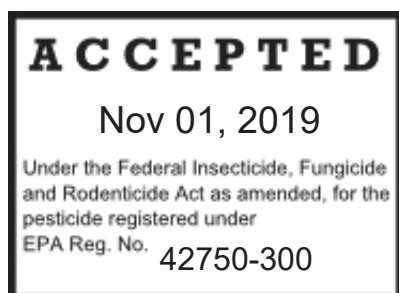 ACCEPTED
Nov 01, 2019
Under the Federal Insecticide, Fungicide
and Rodenticide Act as amended, for the
pesticide registered under
EPA Reg. No. 42750-300